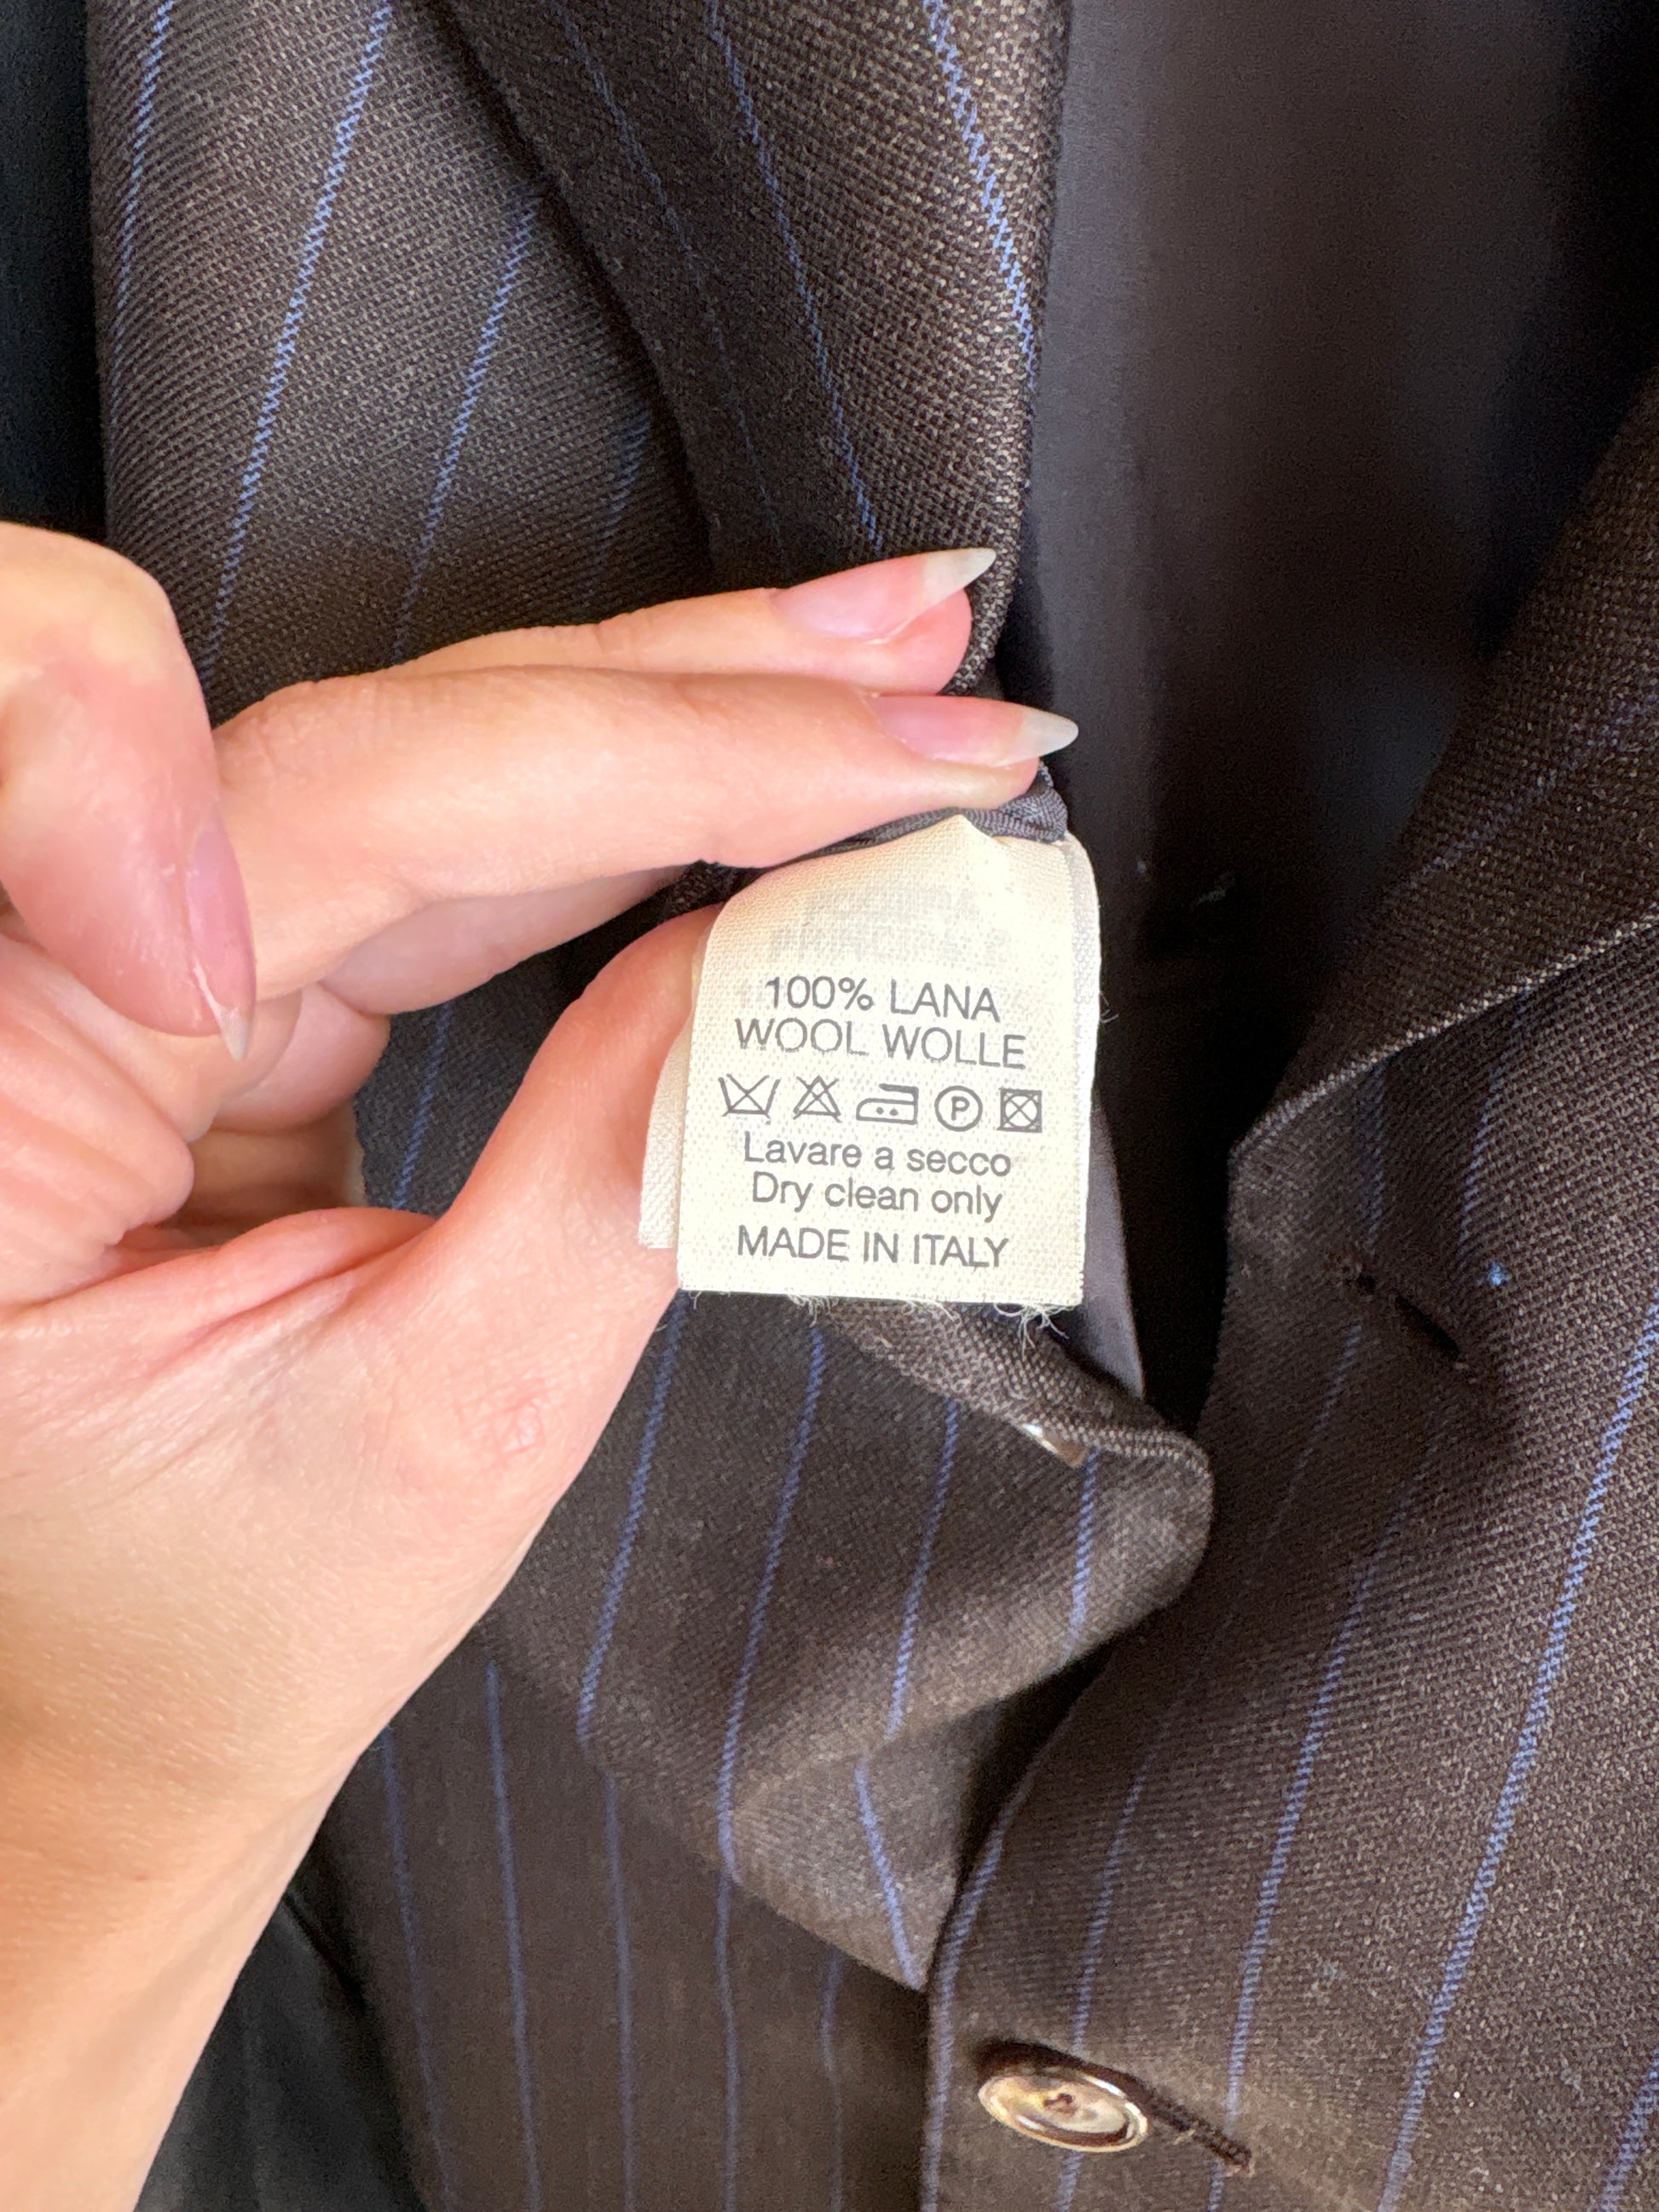 100% LANA
WOOL WOLLE
P
Lavare a secco
Dry clean only
MADE IN ITALY